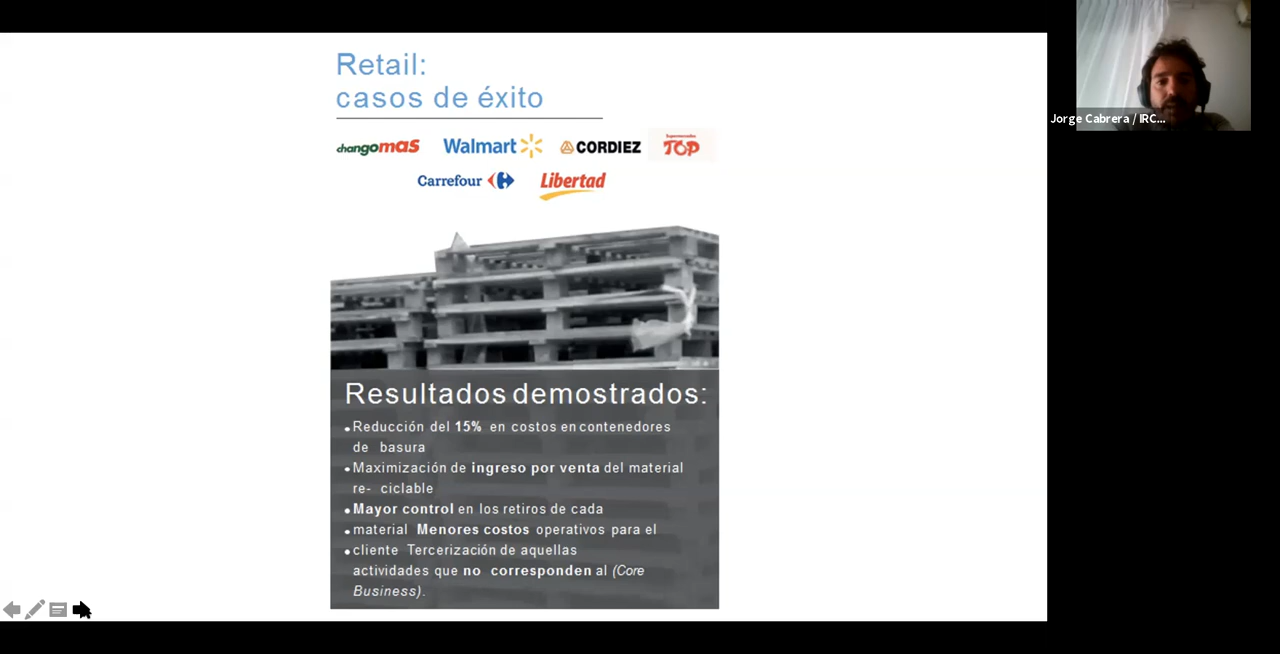 Retail:
casos de éxito
changomas Walmart CORDIEZ Supermercados TOP
Carrefour Libertad
Resultados demostrados:
•Reducción del 15% en costos en contenedores
de basura
•Maximización de ingreso por venta del material
re- ciclable
•Mayor control en los retiros de cada
•material Menores costos operativos para el
•cliente Tercerización de aquellas
actividades que no corresponden al (Core
Business).
Jorge Cabrera / IRC...